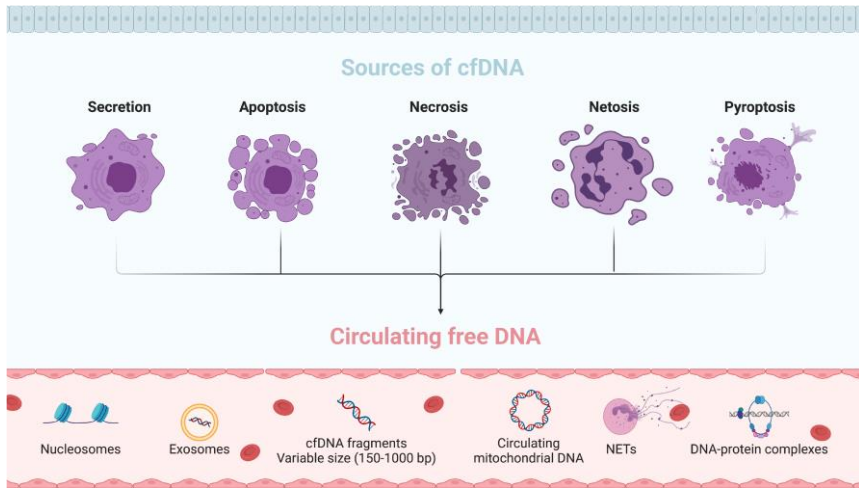 Sources of cfDNA
Secretion
Apoptosis
Necrosis
Netosis
Pyroptosis
Circulating free DNA
Nucleosomes
Exosomes
cfDNA fragments
Variable size (150-1000 bp)
Circulating
mitochondrial DNA
NETs
DNA-protein complexes